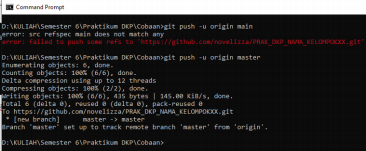 Command Prompt
D:\KULIAH\Semester 6\Praktikum DKP\Cobaan>git push -u origin main
error: src refspec main does not match any
error: failed to push some refs to 'https://github.com/novelizza/PRAK_DKP_NAMA_KELOMPOKXX.git'
D:\KULIAH\Semester 6\Praktikum DKP\Cobaan>git push -u origin master
Enumerating objects: 6, done.
Counting objects: 100% (6/6), done.
Delta compression using up to 12 threads
Compressing objects: 100% (2/2), done.
Writing objects: 100% (6/6), 435 bytes | 145.00 KiB/s, done.
Total 6 (delta 0), reused 0 (delta 0), pack-reused 0
To https://github.com/novelizza/PRAK_DKP_NAMA_KELOMPOKXX.git
 * [new branch]      master -> master
Branch 'master' set up to track remote branch 'master' from 'origin'.
D:\KULIAH\Semester 6\Praktikum DKP\Cobaan>